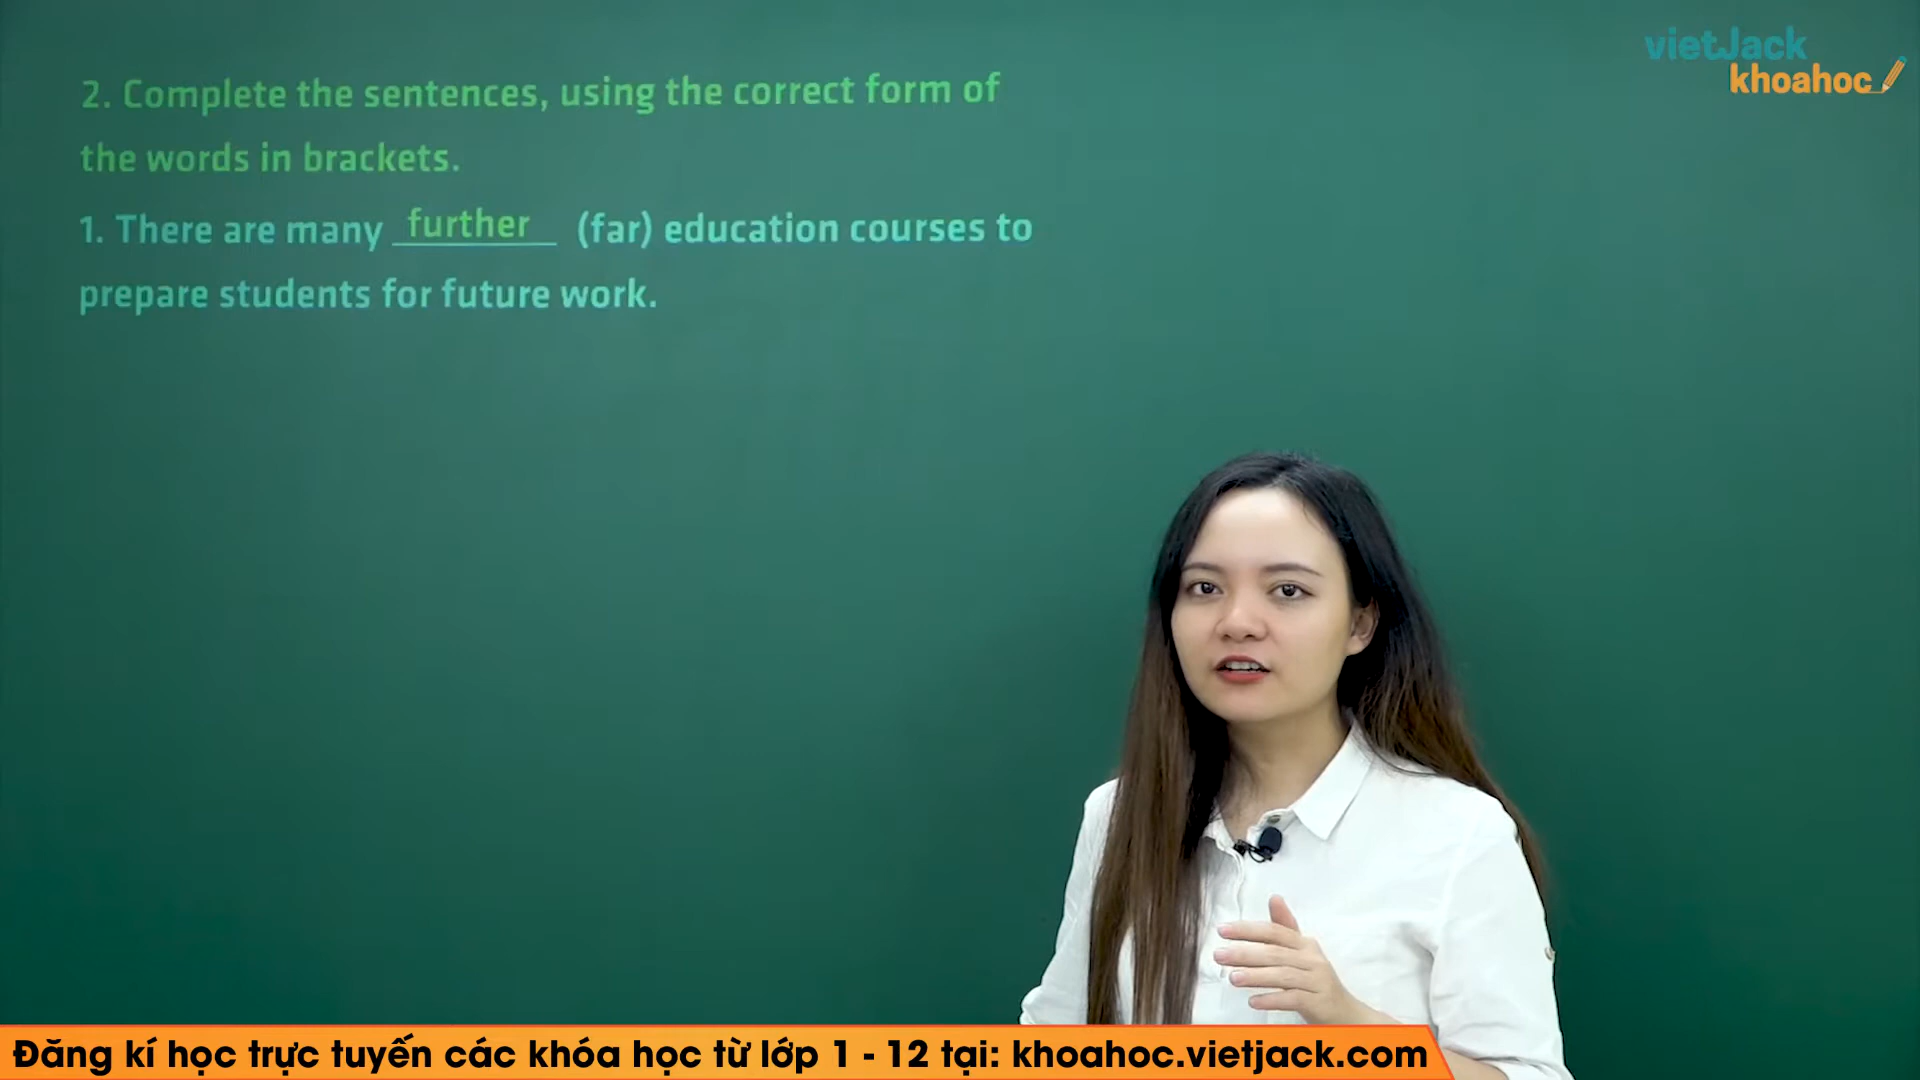 vietJack
khoahoc
2. Complete the sentences, using the correct form of
the words in brackets.
1. There are many further (far) education courses to
prepare students for future work.
Đăng kí học trực tuyến các khóa học từ lớp 1 - 12 tại: khoahoc.vietjack.com